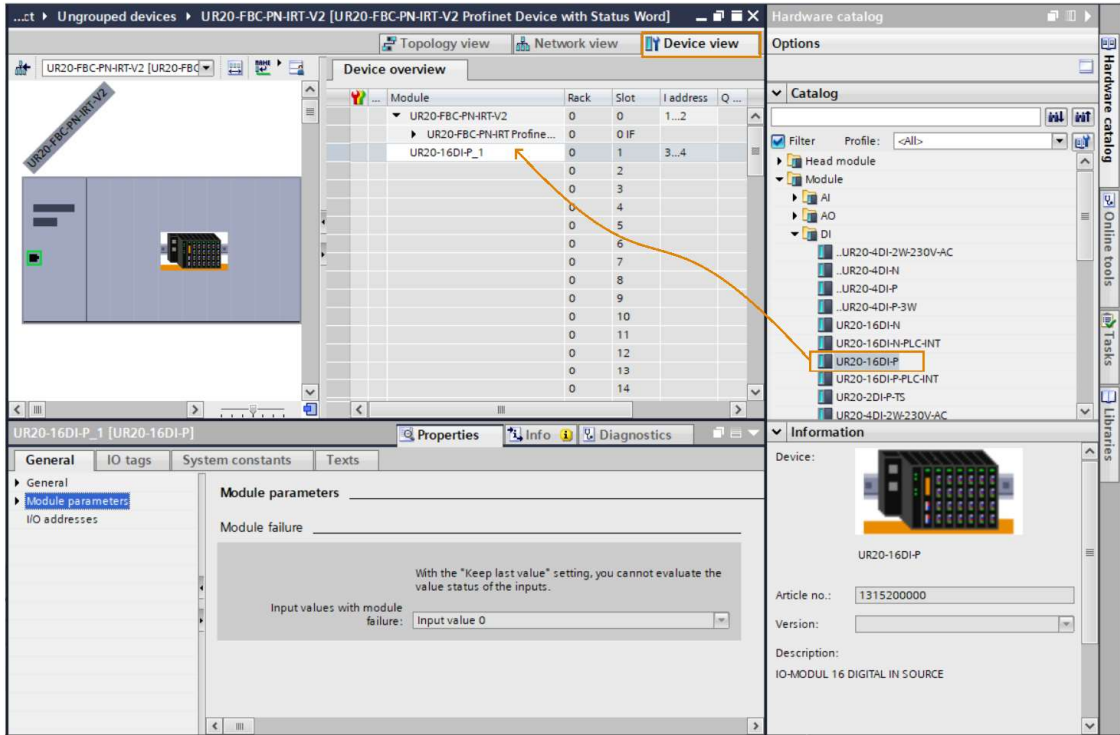 ...ct ▸ Ungrouped devices ▸ UR20-FBC-PN-IRT-V2 [UR20-FBC-PN-IRT-V2 Profinet Device with Status Word]
Topology view Network view Device view
UR20-FBC-PN-IRT-V2 [UR20-FBC
UR20-FBC-PN-IRT-V2
Device overview
... Module Rack Slot I address Q ...
UR20-FBC-PN-IRT-V2 0 0 1...2
UR20-FBC-PN-IRT Profine... 0 0 IF
UR20-16DI-P_1 0 1 3...4
0 2
0 3
0 4
0 5
0 6
0 7
0 8
0 9
0 10
0 11
0 12
0 13
0 14
UR20-16DI-P_1 [UR20-16DI-P]
Properties Info Diagnostics
General IO tags System constants Texts
General
Module parameters
I/O addresses
Module parameters
Module failure
With the "Keep last value" setting, you cannot evaluate the
value status of the inputs.
Input values with module
failure: Input value 0
Hardware catalog
Options
Catalog
Filter Profile: <All>
Head module
Module
AI
AO
DI
..UR20-4DI-2W-230V-AC
..UR20-4DI-N
..UR20-4DI-P
..UR20-4DI-P-3W
UR20-16DI-N
UR20-16DI-N-PLC-INT
UR20-16DI-P
UR20-16DI-P-PLC-INT
UR20-2DI-P-TS
UR20-4DI-2W-230V-AC
Information
Device:
UR20-16DI-P
Article no.: 1315200000
Version:
Description:
IO-MODUL 16 DIGITAL IN SOURCE
Hardware catalog
Online tools
Tasks
Libraries